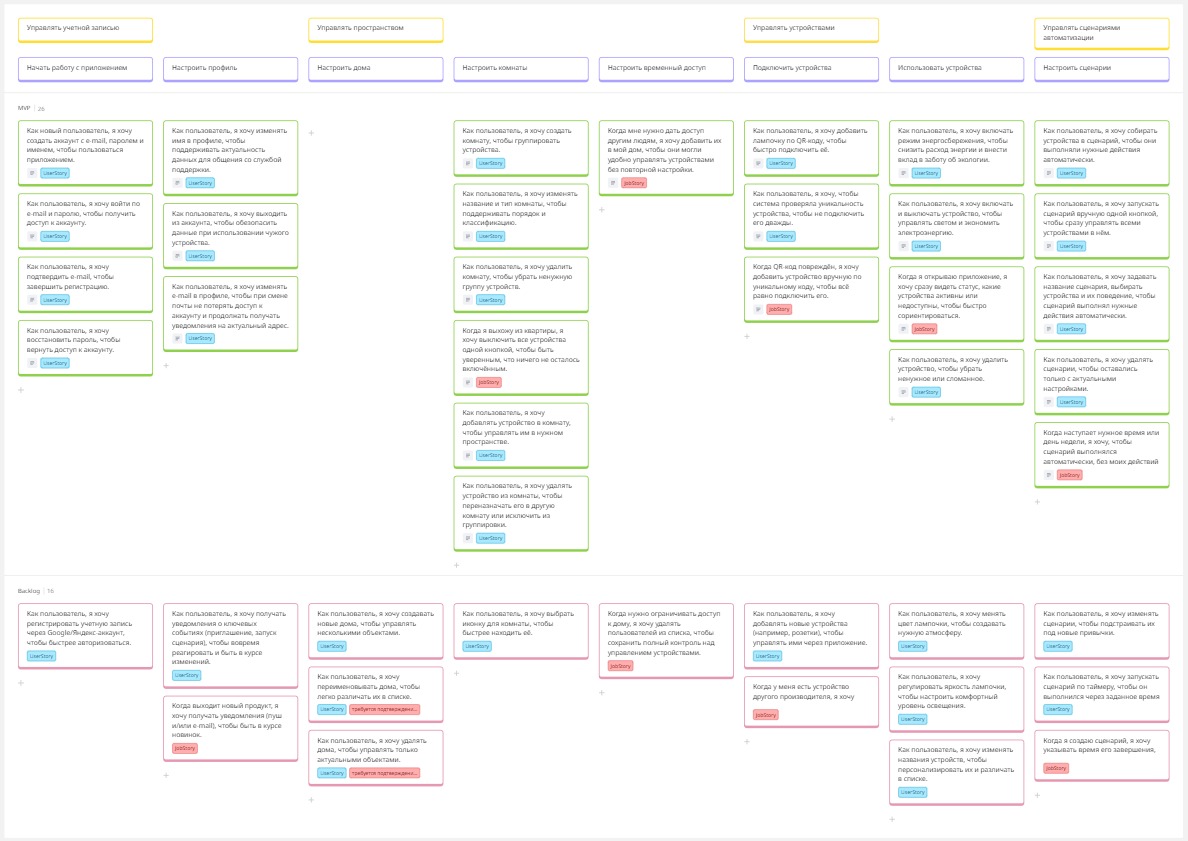 Управлять учетной записью
Управлять пространством
Управлять устройствами
Управлять сценариями
автоматизации
Начать работу с приложением
Настроить профиль
Настроить дома
Настроить комнаты
Настроить временный доступ
Подключить устройства
Использовать устройства
Настроить сценарии
MVP 26
Как новый пользователь, я хочу
создать аккаунт с e-mail, паролем и
именем, чтобы пользоваться
приложением.
UserStory
Как пользователь, я хочу войти по
e-mail и паролю, чтобы получить
доступ к аккаунту.
UserStory
Как пользователь, я хочу
подтвердить e-mail, чтобы
завершить регистрацию.
UserStory
Как пользователь, я хочу
восстановить пароль, чтобы
вернуть доступ к аккаунту.
UserStory
Как пользователь, я хочу изменять
имя в профиле, чтобы
поддерживать актуальность
данных для общения со службой
поддержки.
UserStory
Как пользователь, я хочу выходить
из аккаунта, чтобы обезопасить
данные при использовании чужого
устройства.
UserStory
Как пользователь, я хочу изменять
e-mail в профиле, чтобы при смене
почты не потерять доступ к
аккаунту и продолжать получать
уведомления на актуальный адрес.
UserStory
Как пользователь, я хочу создать
комнату, чтобы группировать
устройства.
UserStory
Как пользователь, я хочу изменять
название и тип комнаты, чтобы
поддерживать порядок и
классификацию.
UserStory
Как пользователь, я хочу удалить
комнату, чтобы убрать ненужную
группу устройств.
UserStory
Когда я выхожу из квартиры, я
хочу выключить все устройства
одной кнопкой, чтобы быть
уверенным, что ничего не осталось
включённым.
JobStory
Как пользователь, я хочу
добавлять устройство в комнату,
чтобы управлять им в нужном
пространстве.
UserStory
Как пользователь, я хочу удалять
устройство из комнаты, чтобы
переназначать его в другую
комнату или исключить из
группировки.
UserStory
Когда мне нужно дать доступ
другим людям, я хочу добавить их
в мой дом, чтобы они могли
удобно управлять устройствами
без повторной настройки.
JobStory
Как пользователь, я хочу добавить
лампочку по QR-коду, чтобы
быстро подключить её.
UserStory
Как пользователь, я хочу, чтобы
система проверяла уникальность
устройства, чтобы не подключить
его дважды.
UserStory
Когда QR-код повреждён, я хочу
добавить устройство вручную по
уникальному коду, чтобы всё
равно подключить его.
JobStory
Как пользователь, я хочу включать
режим энергосбережения, чтобы
снизить расход энергии и внести
вклад в заботу об экологии.
UserStory
Как пользователь, я хочу включать
и выключать устройство, чтобы
управлять светом и экономить
электроэнергию.
UserStory
Когда я открываю приложение, я
хочу сразу видеть статус, какие
устройства активны или
недоступны, чтобы быстро
сориентироваться.
JobStory
Как пользователь, я хочу удалить
устройство, чтобы убрать
ненужное или сломанное.
UserStory
Как пользователь, я хочу собирать
устройства в сценарий, чтобы они
выполняли нужные действия
автоматически.
UserStory
Как пользователь, я хочу запускать
сценарий вручную одной кнопкой,
чтобы сразу управлять всеми
устройствами в нём.
UserStory
Как пользователь, я хочу задавать
название сценария, выбирать
устройства и их поведение, чтобы
сценарий выполнял нужные
действия автоматически.
UserStory
Как пользователь, я хочу удалять
сценарии, чтобы оставались
только с актуальными
настройками.
UserStory
Когда наступает нужное время или
день недели, я хочу, чтобы
сценарий выполнялся
автоматически, без моих действий
JobStory
Backlog 16
Как пользователь, я хочу
регистрировать учетную запись
через Google/Яндекс-аккаунт,
чтобы быстрее авторизоваться.
UserStory
Как пользователь, я хочу получать
уведомления о ключевых
событиях (приглашение, запуск
сценария), чтобы вовремя
реагировать и быть в курсе
изменений.
UserStory
Когда выходит новый продукт, я
хочу получать уведомления (пуш
и/или e-mail), чтобы быть в курсе
новинок.
JobStory
Как пользователь, я хочу создавать
новые дома, чтобы управлять
несколькими объектами.
UserStory
Как пользователь, я хочу
переименовывать дома, чтобы
легко различать их в списке.
UserStory требуется подтверждени...
Как пользователь, я хочу удалять
дома, чтобы управлять только
актуальными объектами.
UserStory требуется подтверждени...
Как пользователь, я хочу выбрать
иконку для комнаты, чтобы
быстрее находить её.
UserStory
Когда нужно ограничивать доступ
к дому, я хочу удалять
пользователей из списка, чтобы
сохранить полный контроль над
управлением устройствами.
JobStory
Как пользователь, я хочу
добавлять новые устройства
(например, розетки), чтобы
управлять ими через приложение.
UserStory
Когда у меня есть устройство
другого производителя, я хочу
JobStory
Как пользователь, я хочу менять
цвет лампочки, чтобы создавать
нужную атмосферу.
UserStory
Как пользователь, я хочу
регулировать яркость лампочки,
чтобы настроить комфортный
уровень освещения.
UserStory
Как пользователь, я хочу изменять
названия устройств, чтобы
персонализировать их и различать
в списке.
UserStory
Как пользователь, я хочу изменять
сценарии, чтобы подстраивать их
под новые привычки.
UserStory
Как пользователь, я хочу запускать
сценарий по таймеру, чтобы он
выполнился через заданное время
UserStory
Когда я создаю сценарий, я хочу
указывать время его завершения,
JobStory